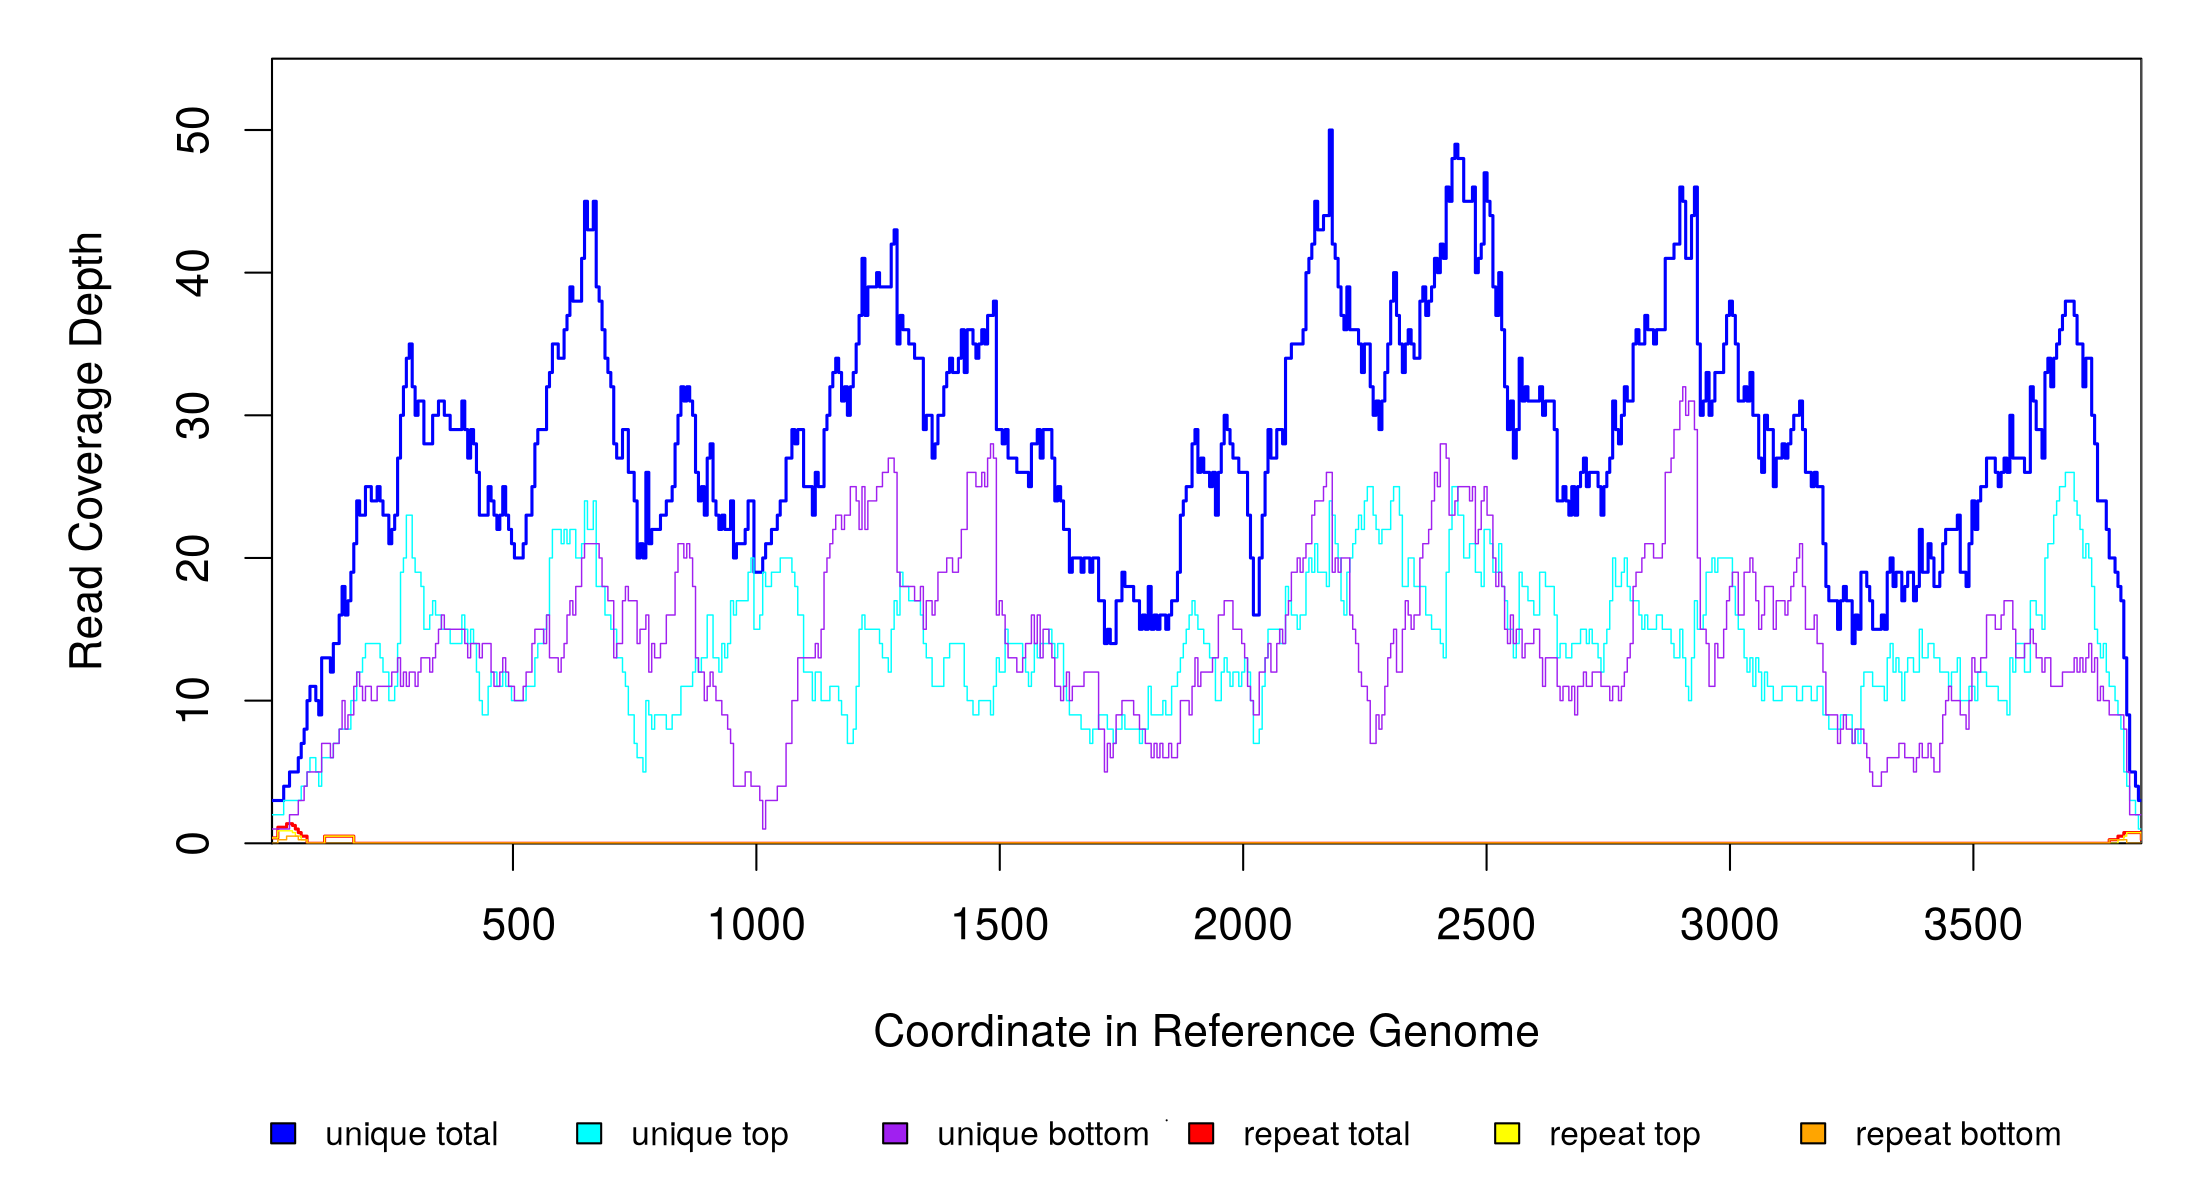 Read Coverage Depth
50
40
30
20
10
0
500 1000 1500 2000 2500 3000 3500
Coordinate in Reference Genome
unique total unique top unique bottom repeat total repeat top repeat bottom